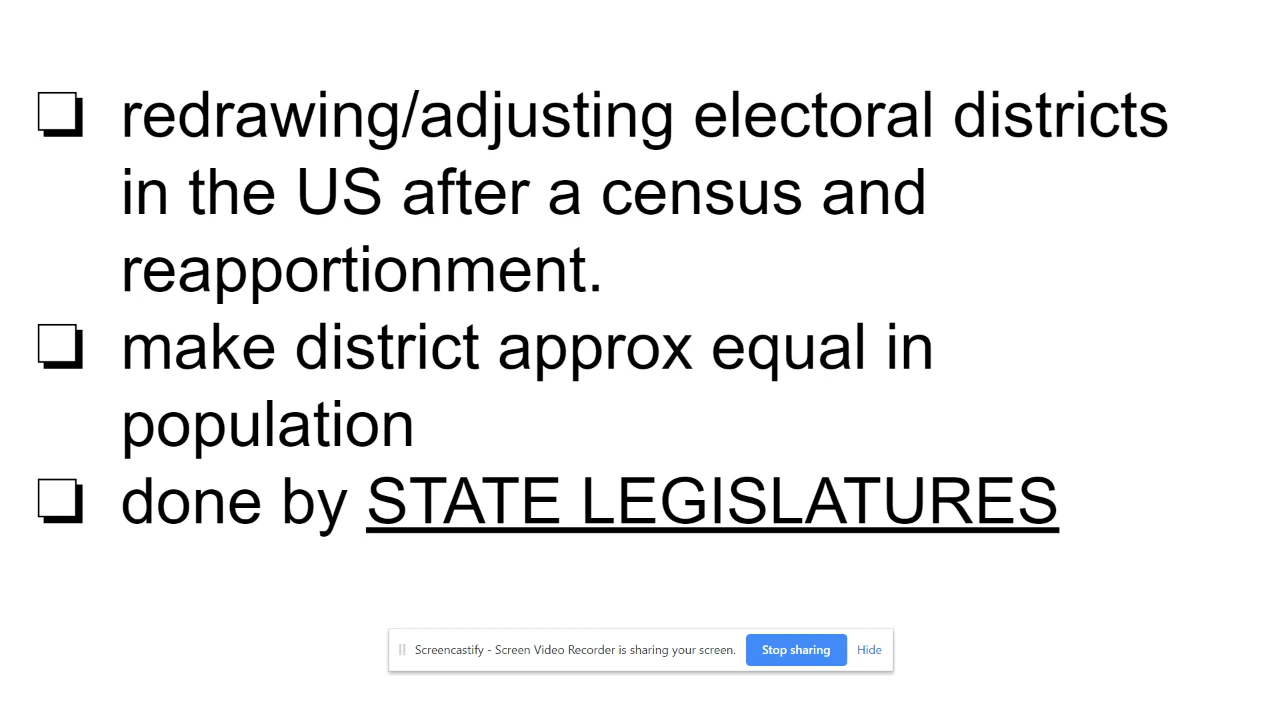 redrawing/adjusting electoral districts
in the US after a census and
reapportionment.
make district approx equal in
population
done by STATE LEGISLATURES
Screencastify - Screen Video Recorder is sharing your screen. Stop sharing Hide